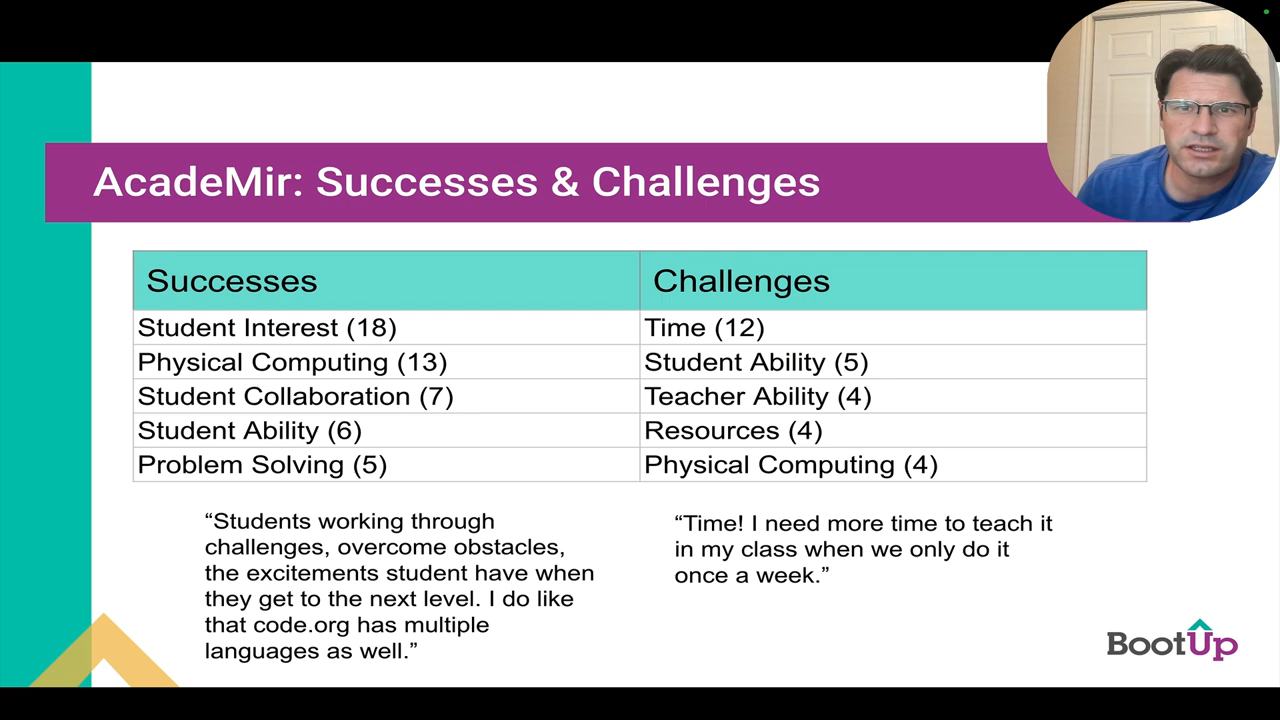 AcadeMir: Successes & Challenges
Successes
Challenges
Student Interest (18)
Time (12)
Physical Computing (13)
Student Ability (5)
Student Collaboration (7)
Teacher Ability (4)
Student Ability (6)
Resources (4)
Problem Solving (5)
Physical Computing (4)
“Students working through
challenges, overcome obstacles,
the excitements student have when
they get to the next level. I do like
that code.org has multiple
languages as well.”
“Time! I need more time to teach it
in my class when we only do it
once a week.”
BootUp